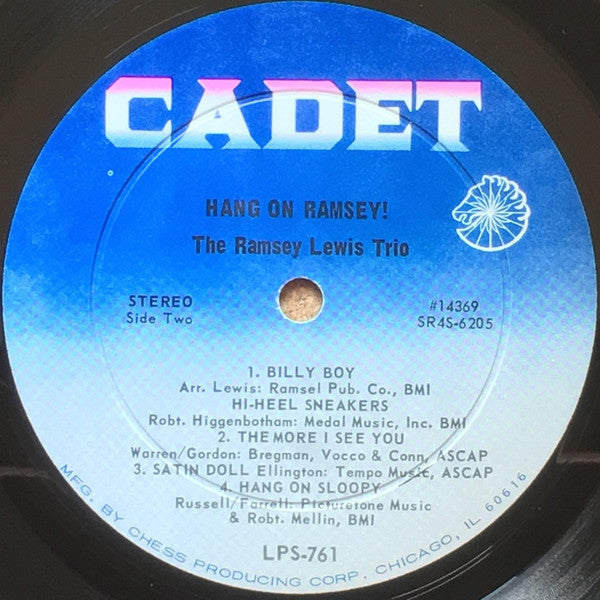 CADET
HANG ON RAMSEY!
The Ramsey Lewis Trio
STEREO
Side Two
#14369
SR4S-6205
1. BILLY BOY
Arr. Lewis: Ramsel Pub. Co., BMI
HI-HEEL SNEAKERS
Robt. Higgenbotham: Medal Music, Inc. BMI
2. THE MORE I SEE YOU
Warren/Gordon: Bregman, Vocco & Conn, ASCAP
3. SATIN DOLL Ellington: Tempo Music, ASCAP
4. HANG ON SLOOPY
Russell/Farrell: Picturetone Music
& Robt. Mellin, BMI
LPS-761
MFG. BY CHESS PRODUCING CORP. CHICAGO, IL 60616